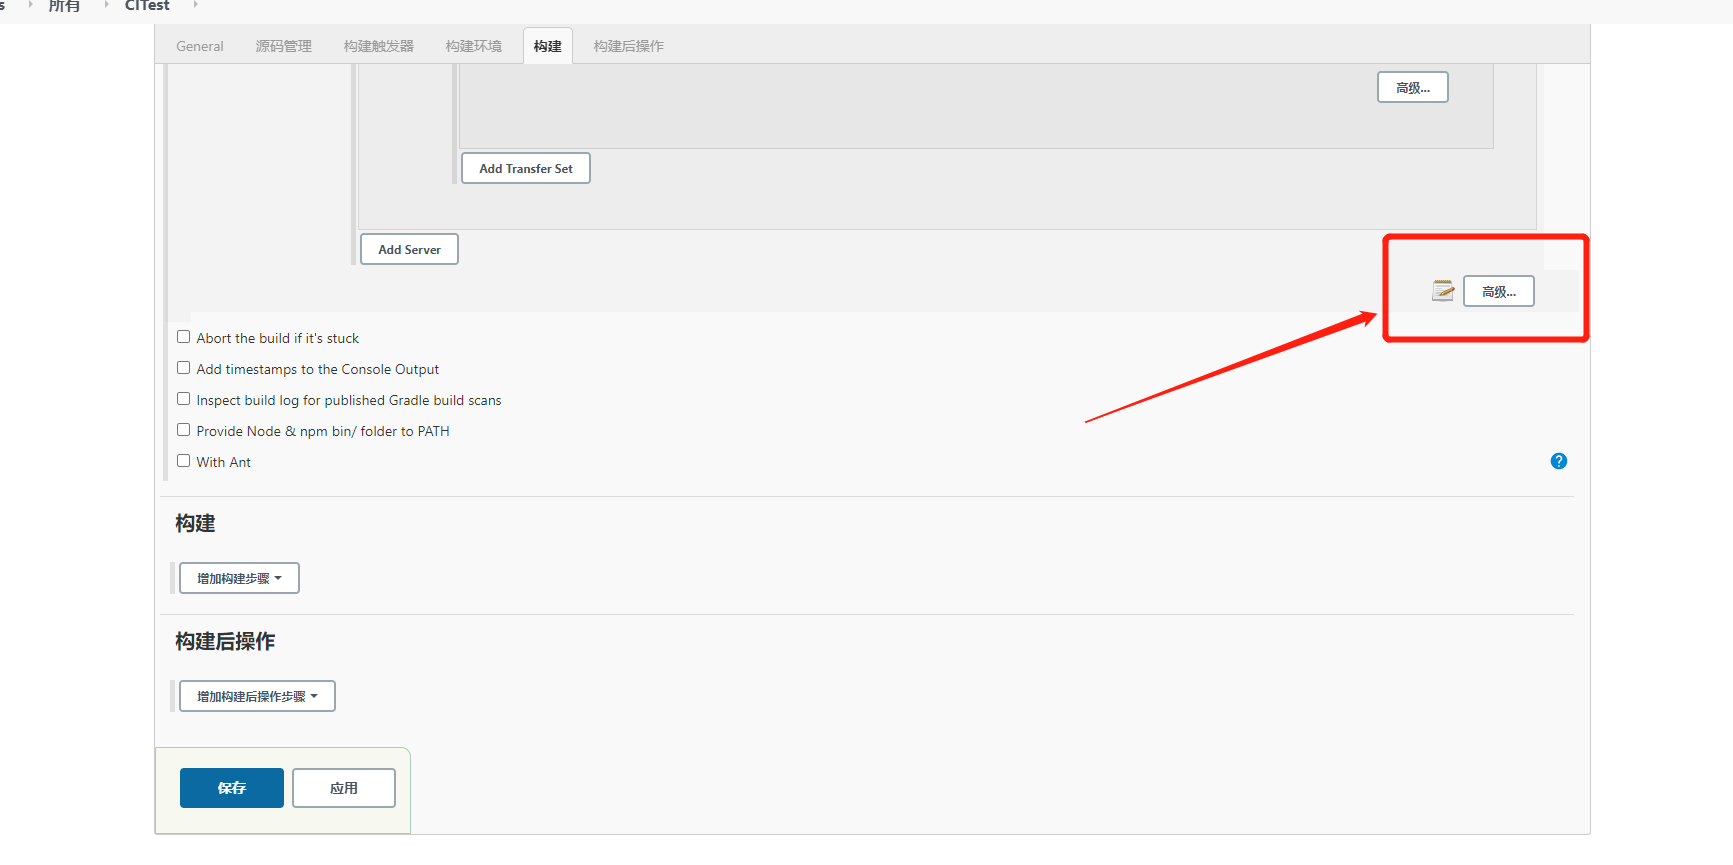 s 所有 CITest
General 源码管理 构建触发器 构建环境 构建 构建后操作
高级...
Add Transfer Set
Add Server
高级...
Abort the build if it's stuck
Add timestamps to the Console Output
Inspect build log for published Gradle build scans
Provide Node & npm bin/ folder to PATH
With Ant
?
构建
增加构建步骤
构建后操作
增加构建后操作步骤
保存 应用